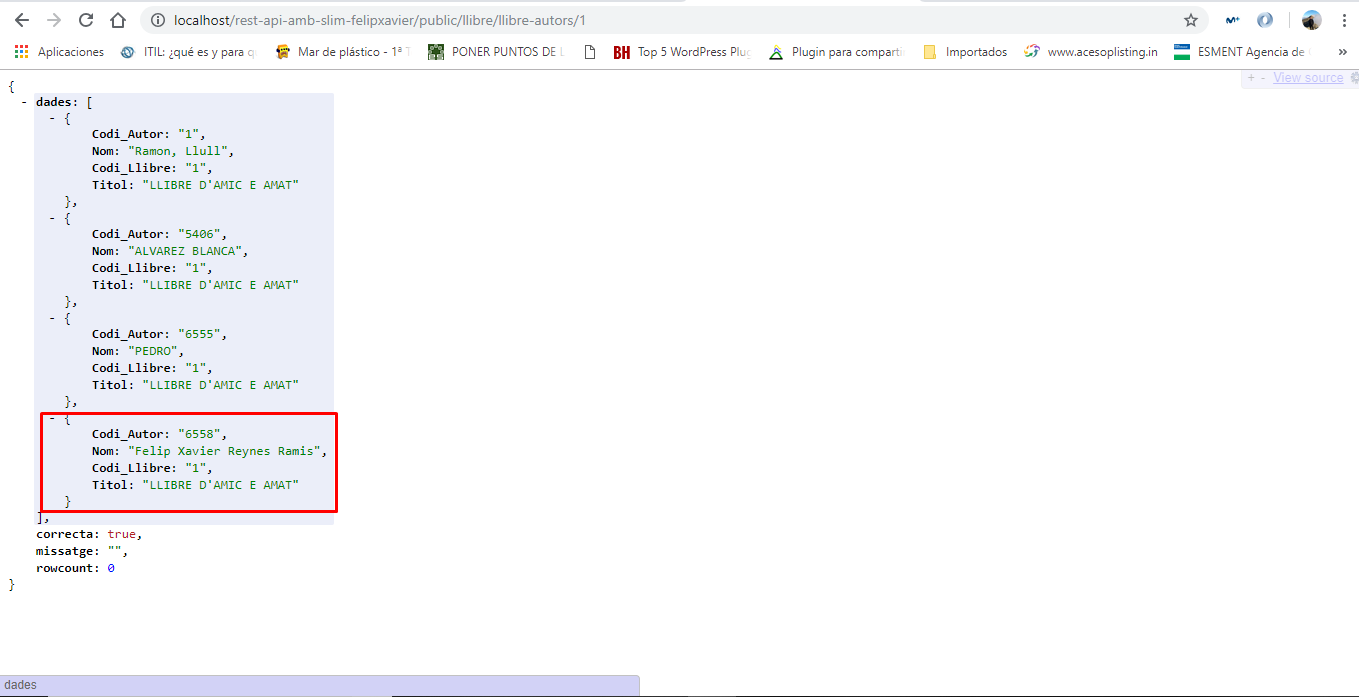 localhost/rest-api-amb-slim-felipxavier/public/llibre/llibre-autors/1
Aplicaciones ITIL: ¿qué es y para q Mar de plástico - 1ª T PONER PUNTOS DE L BH Top 5 WordPress Plug Plugin para comparti Importados www.acesoplisting.in ESMENT Agencia de »
+ - View source
{
- dades: [
- {
Codi_Autor: "1",
Nom: "Ramon, Llull",
Codi_Llibre: "1",
Titol: "LLIBRE D'AMIC E AMAT"
},
- {
Codi_Autor: "5406",
Nom: "ALVAREZ BLANCA",
Codi_Llibre: "1",
Titol: "LLIBRE D'AMIC E AMAT"
},
- {
Codi_Autor: "6555",
Nom: "PEDRO",
Codi_Llibre: "1",
Titol: "LLIBRE D'AMIC E AMAT"
},
- {
Codi_Autor: "6558",
Nom: "Felip Xavier Reynes Ramis",
Codi_Llibre: "1",
Titol: "LLIBRE D'AMIC E AMAT"
}
],
correcta: true,
missatge: "",
rowcount: 0
}
dades